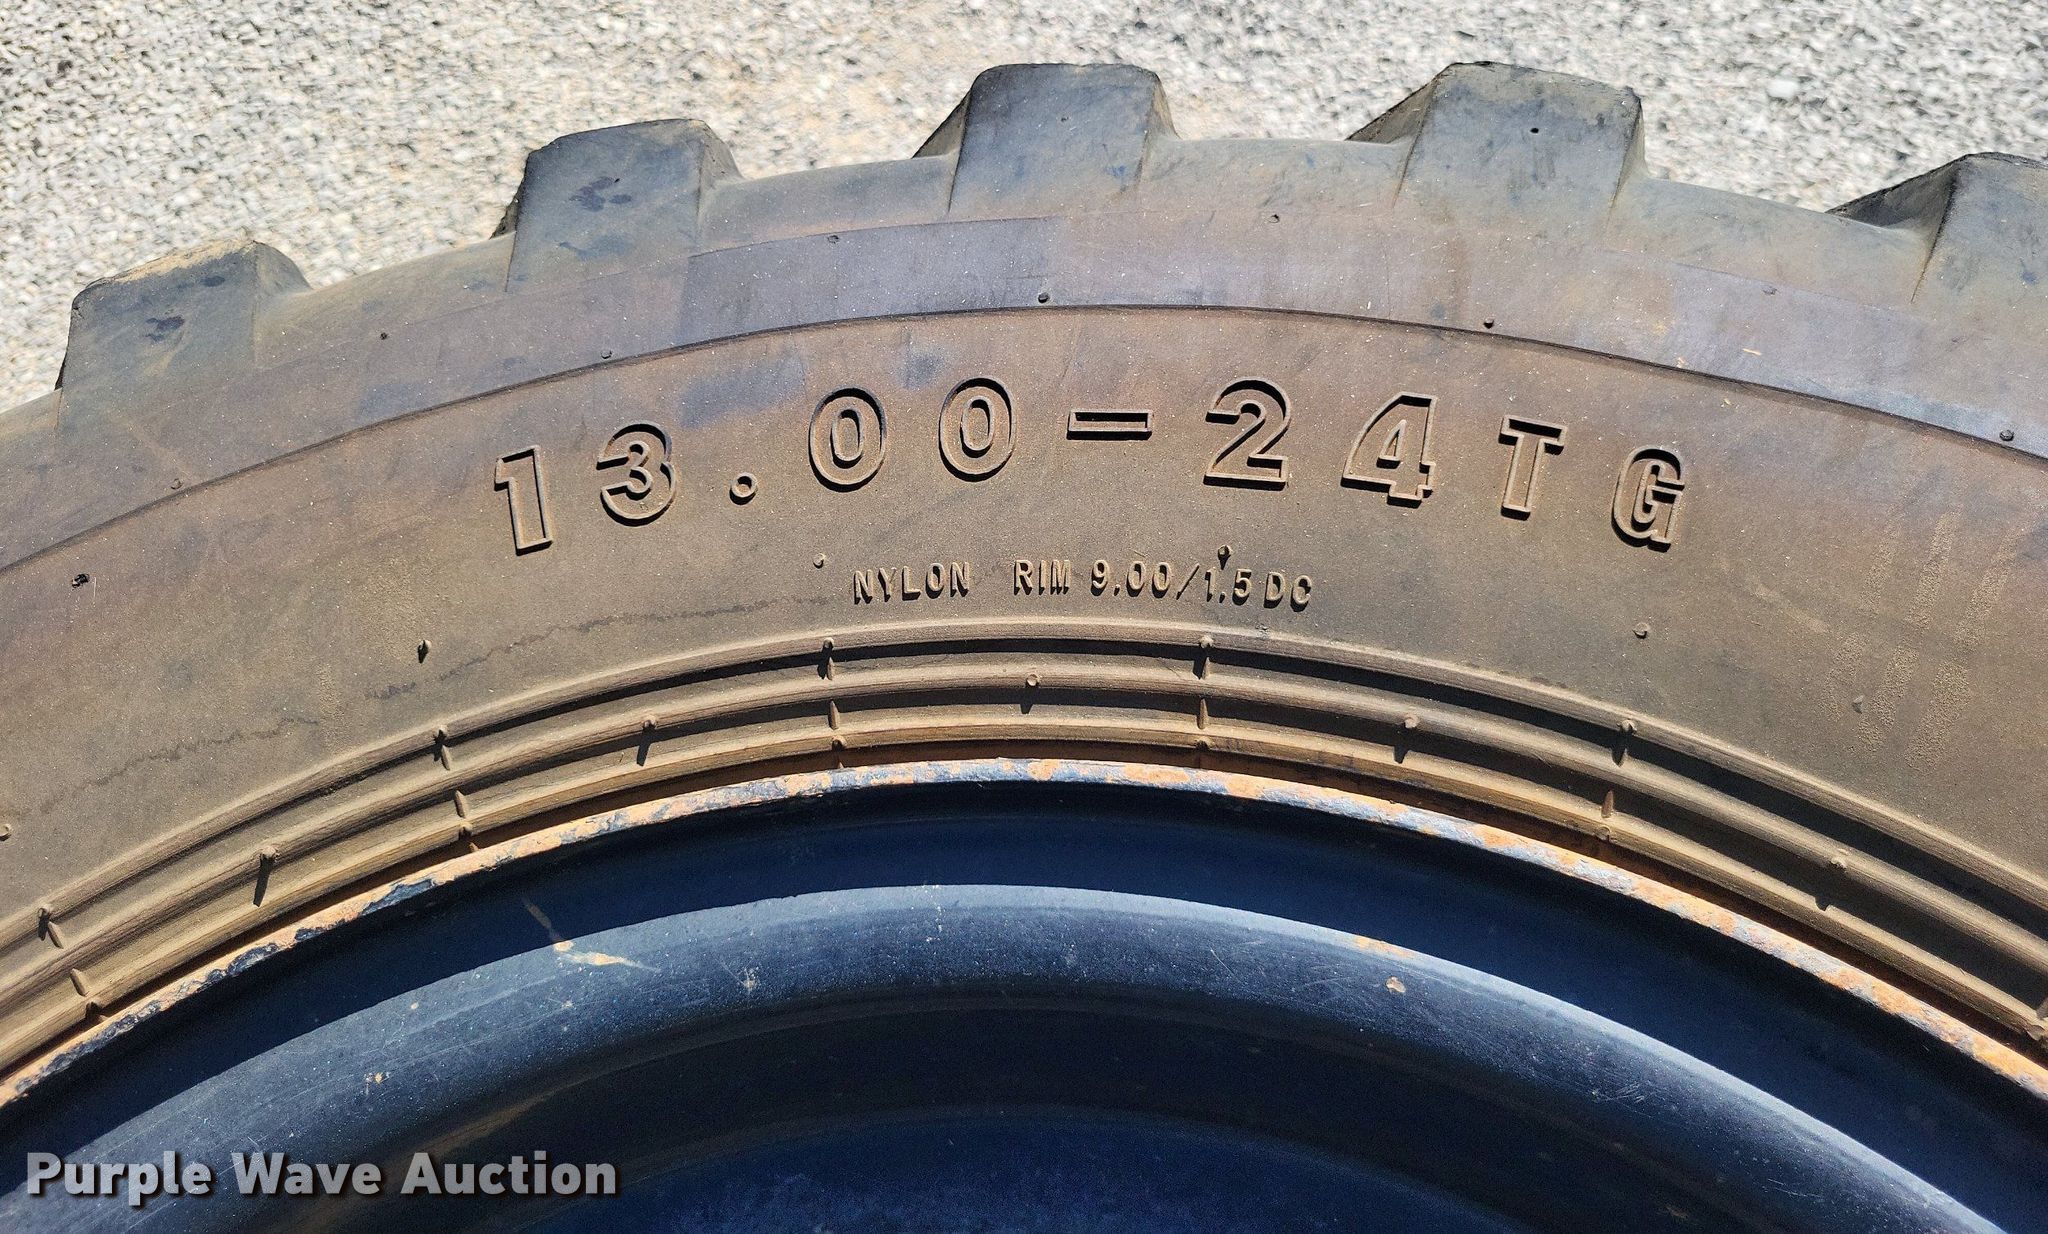 13.00-24TG
NYLON RIM 9.00/1.5DC
Purple Wave Auction